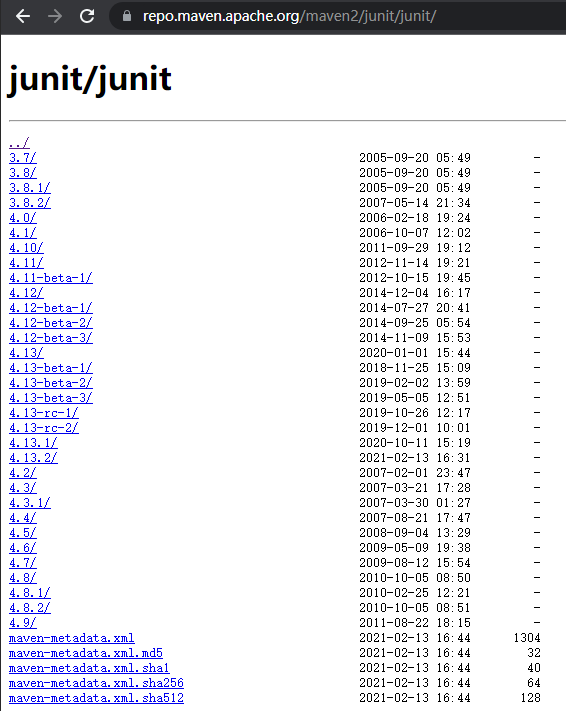 repo.maven.apache.org/maven2/junit/junit/
junit/junit
../
3.7/ 2005-09-20 05:49 -
3.8/ 2005-09-20 05:49 -
3.8.1/ 2005-09-20 05:49 -
3.8.2/ 2007-05-14 21:34 -
4.0/ 2006-02-18 19:24 -
4.1/ 2006-10-07 12:02 -
4.10/ 2011-09-29 19:12 -
4.11/ 2012-11-14 19:21 -
4.11-beta-1/ 2012-10-15 19:45 -
4.12/ 2014-12-04 16:17 -
4.12-beta-1/ 2014-07-27 20:41 -
4.12-beta-2/ 2014-09-25 05:54 -
4.12-beta-3/ 2014-11-09 15:53 -
4.13/ 2020-01-01 15:44 -
4.13-beta-1/ 2018-11-25 15:09 -
4.13-beta-2/ 2019-02-02 13:59 -
4.13-beta-3/ 2019-05-05 12:51 -
4.13-rc-1/ 2019-10-26 12:17 -
4.13-rc-2/ 2019-12-01 10:01 -
4.13.1/ 2020-10-11 15:19 -
4.13.2/ 2021-02-13 16:31 -
4.2/ 2007-02-01 23:47 -
4.3/ 2007-03-21 17:28 -
4.3.1/ 2007-03-30 01:27 -
4.4/ 2007-08-21 17:47 -
4.5/ 2008-09-04 13:29 -
4.6/ 2009-05-09 19:38 -
4.7/ 2009-08-12 15:54 -
4.8/ 2010-10-05 08:50 -
4.8.1/ 2010-02-25 12:21 -
4.8.2/ 2010-10-05 08:51 -
4.9/ 2011-08-22 18:15 -
maven-metadata.xml 2021-02-13 16:44 1304
maven-metadata.xml.md5 2021-02-13 16:44 32
maven-metadata.xml.sha1 2021-02-13 16:44 40
maven-metadata.xml.sha256 2021-02-13 16:44 64
maven-metadata.xml.sha512 2021-02-13 16:44 128